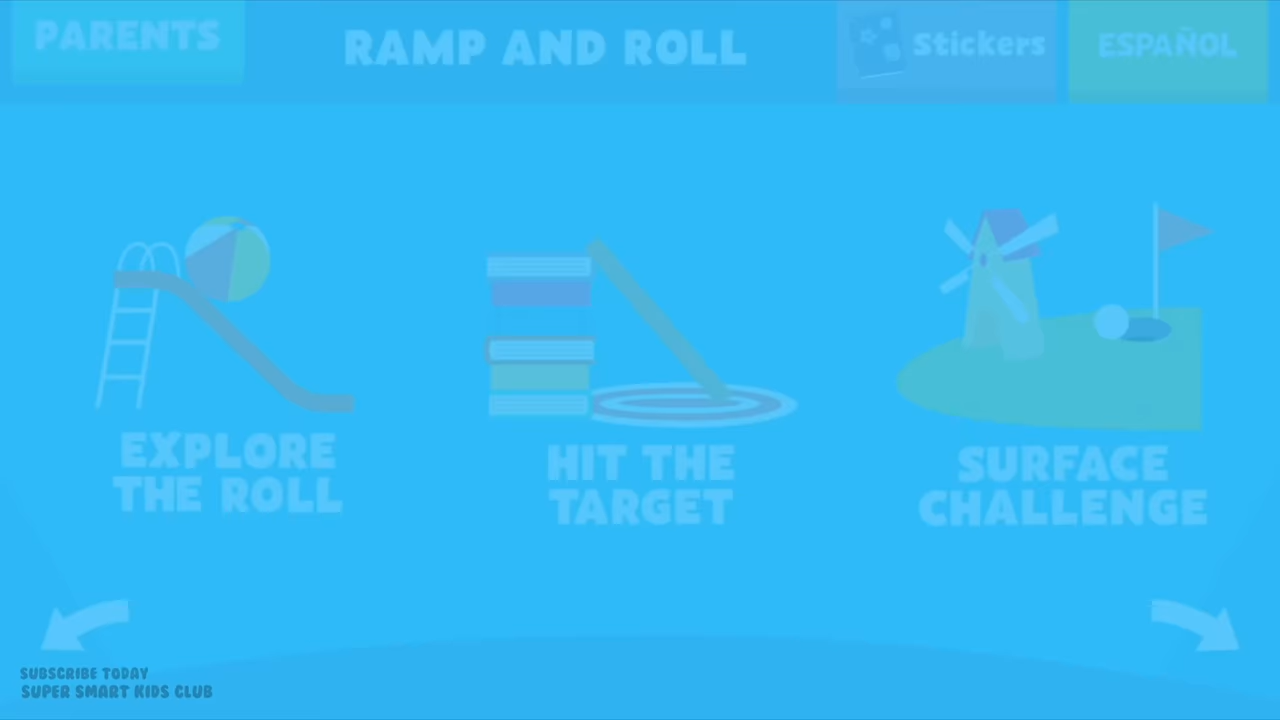 PARENTS
RAMP AND ROLL
Stickers
ESPAÑOL
EXPLORE
THE ROLL
HIT THE
TARGET
SURFACE
CHALLENGE
SUBSCRIBE TODAY
SUPER SMART KIDS CLUB